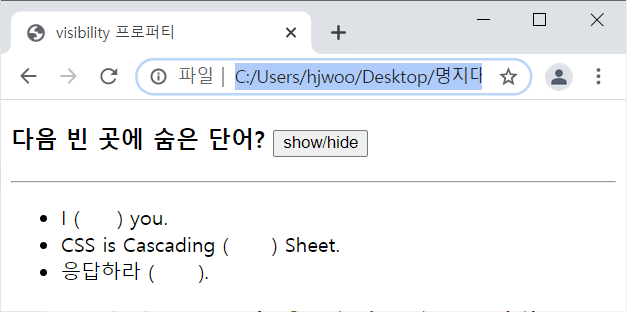 visibility 프로퍼티
파일 | C:/Users/hjwoo/Desktop/명지대
다음 빈 곳에 숨은 단어? show/hide
I ( ) you.
CSS is Cascading ( ) Sheet.
응답하라 ( ).